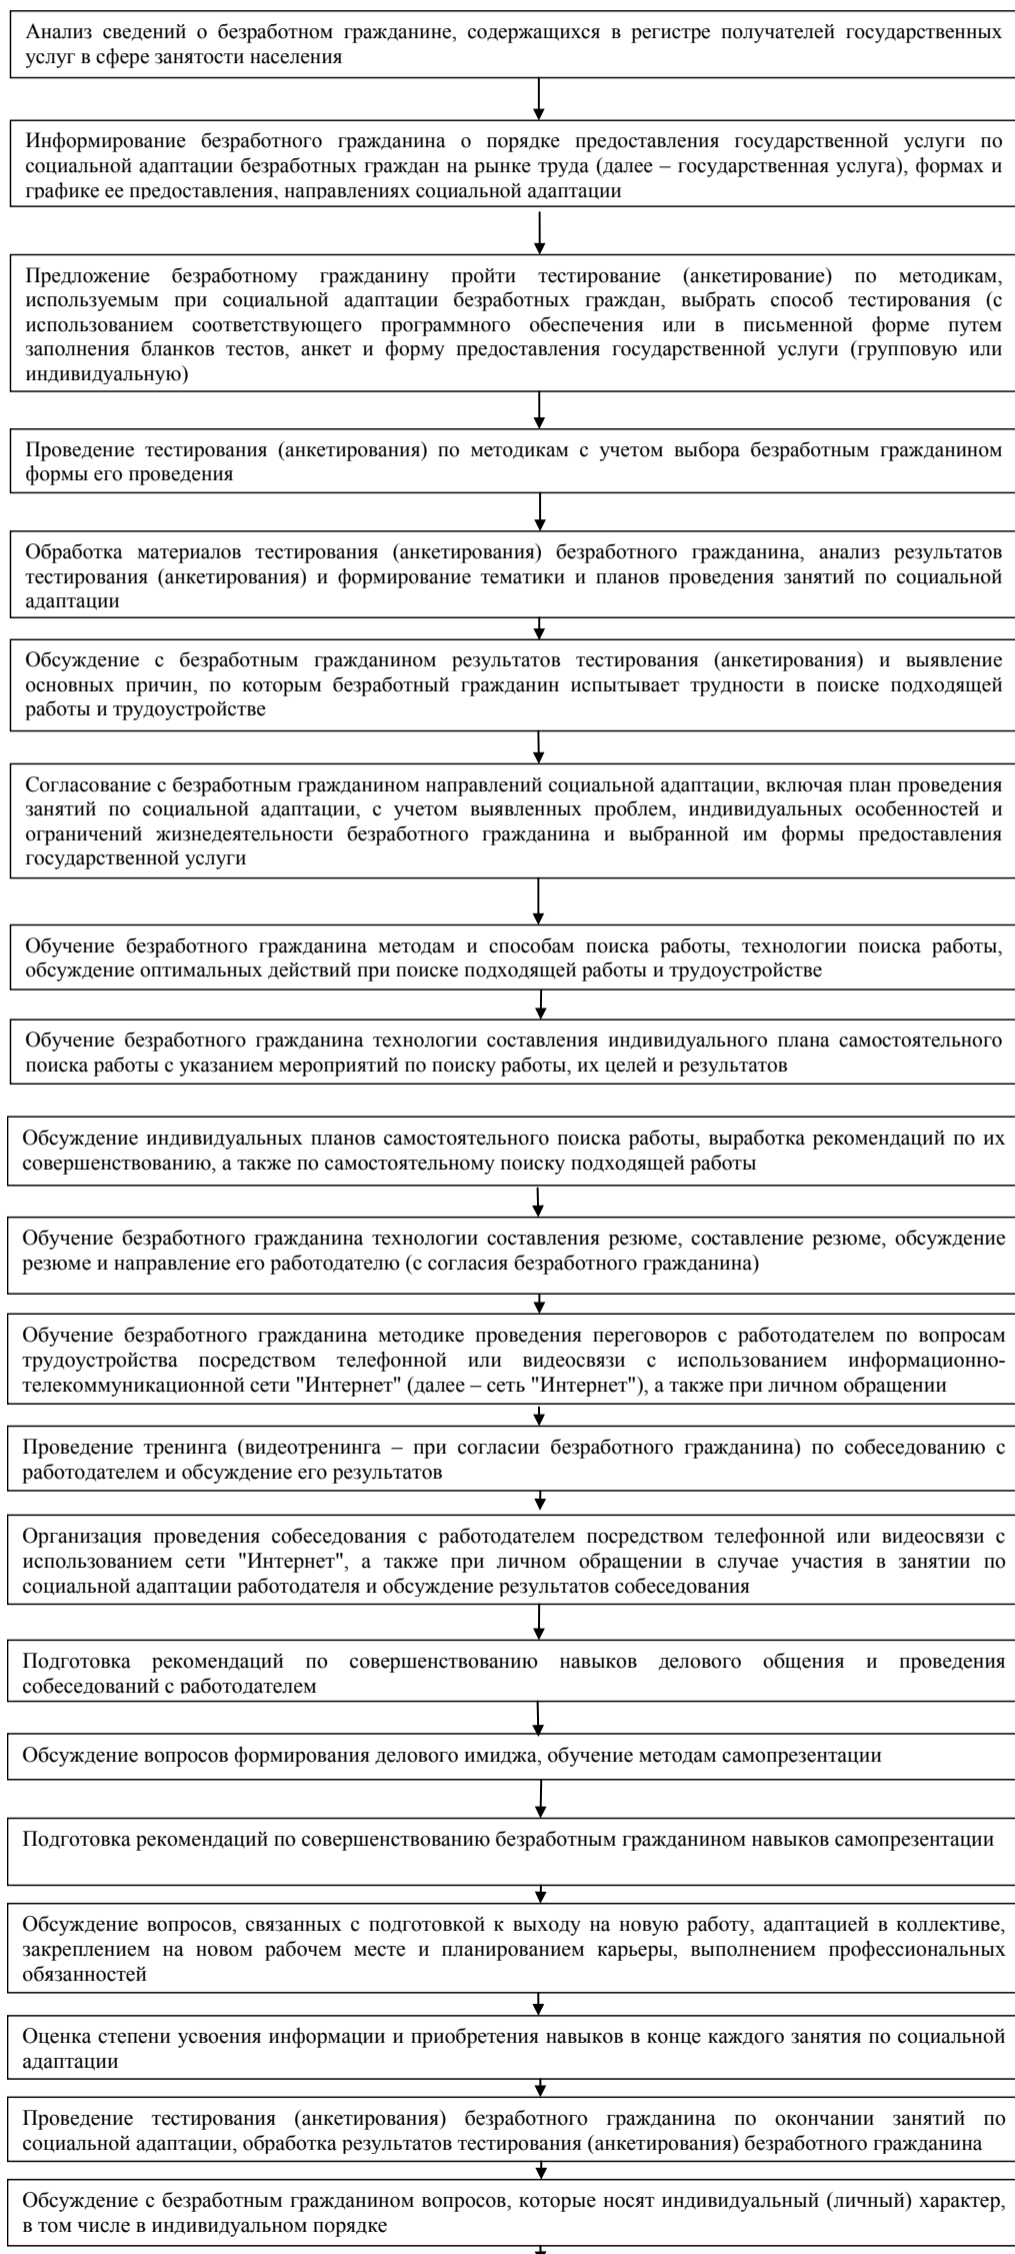 Анализ сведений о безработном гражданине, содержащихся в регистре получателей государственных
услуг в сфере занятости населения
Информирование безработного гражданина о порядке предоставления государственной услуги по
социальной адаптации безработных граждан на рынке труда (далее – государственная услуга), формах и
графике ее предоставления, направлениях социальной адаптации
Предложение безработному гражданину пройти тестирование (анкетирование) по методикам,
используемым при социальной адаптации безработных граждан, выбрать способ тестирования (с
использованием соответствующего программного обеспечения или в письменной форме путем
заполнения бланков тестов, анкет и форму предоставления государственной услуги (групповую или
индивидуальную)
Проведение тестирования (анкетирования) по методикам с учетом выбора безработным гражданином
формы его проведения
Обработка материалов тестирования (анкетирования) безработного гражданина, анализ результатов
тестирования (анкетирования) и формирование тематики и планов проведения занятий по социальной
адаптации
Обсуждение с безработным гражданином результатов тестирования (анкетирования) и выявление
основных причин, по которым безработный гражданин испытывает трудности в поиске подходящей
работы и трудоустройстве
Согласование с безработным гражданином направлений социальной адаптации, включая план проведения
занятий по социальной адаптации, с учетом выявленных проблем, индивидуальных особенностей и
ограничений жизнедеятельности безработного гражданина и выбранной им формы предоставления
государственной услуги
Обучение безработного гражданина методам и способам поиска работы, технологии поиска работы,
обсуждение оптимальных действий при поиске подходящей работы и трудоустройстве
Обучение безработного гражданина технологии составления индивидуального плана самостоятельного
поиска работы с указанием мероприятий по поиску работы, их целей и результатов
Обсуждение индивидуальных планов самостоятельного поиска работы, выработка рекомендаций по их
совершенствованию, а также по самостоятельному поиску подходящей работы
Обучение безработного гражданина технологии составления резюме, составление резюме, обсуждение
резюме и направление его работодателю (с согласия безработного гражданина)
Обучение безработного гражданина методике проведения переговоров с работодателем по вопросам
трудоустройства посредством телефонной или видеосвязи с использованием информационно-
телекоммуникационной сети "Интернет" (далее – сеть "Интернет"), а также при личном обращении
Проведение тренинга (видеотренинга – при согласии безработного гражданина) по собеседованию с
работодателем и обсуждение его результатов
Организация проведения собеседования с работодателем посредством телефонной или видеосвязи с
использованием сети "Интернет", а также при личном обращении в случае участия в занятии по
социальной адаптации работодателя и обсуждение результатов собеседования
Подготовка рекомендаций по совершенствованию навыков делового общения и проведения
собеседований с работодателем
Обсуждение вопросов формирования делового имиджа, обучение методам самопрезентации
Подготовка рекомендаций по совершенствованию безработным гражданином навыков самопрезентации
Обсуждение вопросов, связанных с подготовкой к выходу на новую работу, адаптацией в коллективе,
закреплением на новом рабочем месте и планированием карьеры, выполнением профессиональных
обязанностей
Оценка степени усвоения информации и приобретения навыков в конце каждого занятия по социальной
адаптации
Проведение тестирования (анкетирования) безработного гражданина по окончании занятий по
социальной адаптации, обработка результатов тестирования (анкетирования) безработного гражданина
Обсуждение с безработным гражданином вопросов, которые носят индивидуальный (личный) характер,
в том числе в индивидуальном порядке